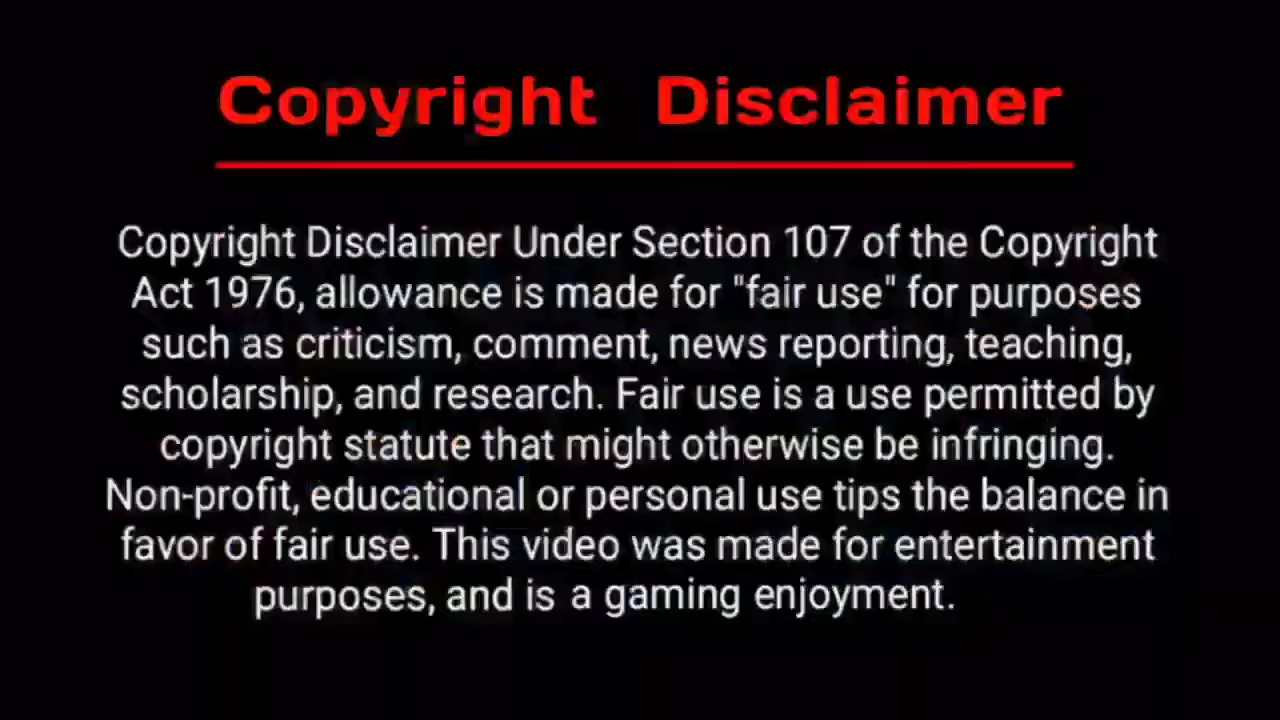 Copyright Disclaimer
Copyright Disclaimer Under Section 107 of the Copyright
Act 1976, allowance is made for "fair use" for purposes
such as criticism, comment, news reporting, teaching,
scholarship, and research. Fair use is a use permitted by
copyright statute that might otherwise be infringing.
Non-profit, educational or personal use tips the balance in
favor of fair use. This video was made for entertainment
purposes, and is a gaming enjoyment.